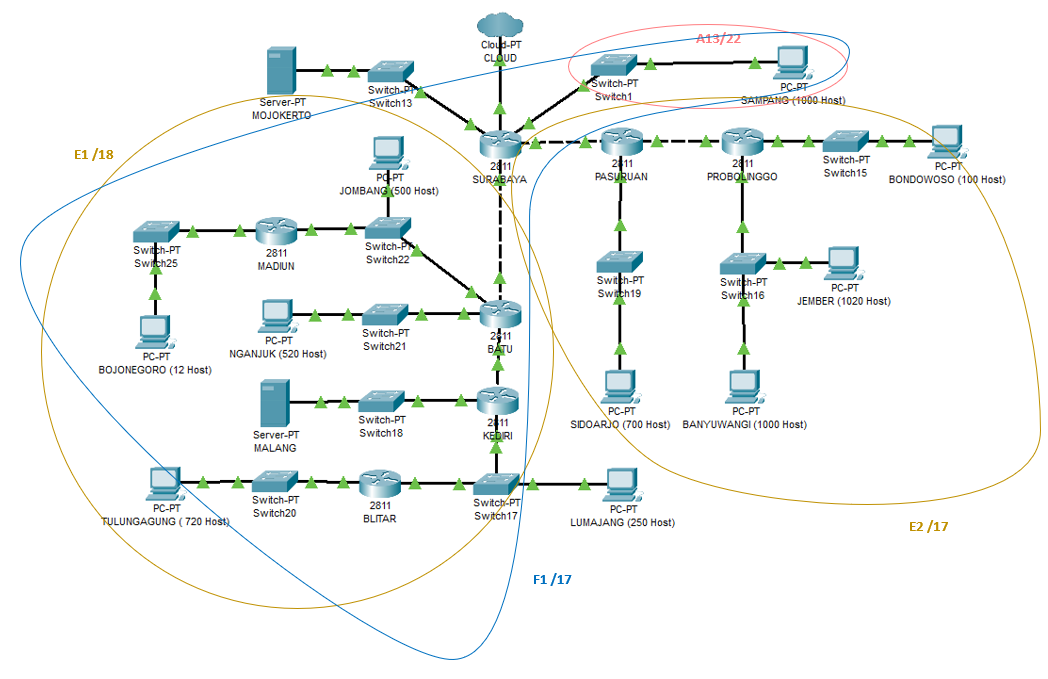 A13/22
Cloud-PT
CLOUD
Switch-PT
Switch1
PC-PT
SAMPANG (1000 Host)
Server-PT
MOJOKERTO
Switch-PT
Switch13
E1 /18
PC-PT
JOMBANG (500 Host)
2811
SURABAYA
2811
PASURUAN
2811
PROBOLINGGO
Switch-PT
Switch15
PC-PT
BONDOWOSO (100 Host)
Switch-PT
Switch25
2811
MADIUN
Switch-PT
Switch22
Switch-PT
Switch19
Switch-PT
Switch16
PC-PT
JEMBER (1020 Host)
PC-PT
BOJONEGORO (12 Host)
PC-PT
NGANJUK (520 Host)
Switch-PT
Switch21
2811
BATU
Server-PT
MALANG
Switch-PT
Switch18
2811
KEDIRI
PC-PT
SIDOARJO (700 Host)
PC-PT
BANYUWANGI (1000 Host)
PC-PT
TULUNGAGUNG ( 720 Host)
Switch-PT
Switch20
2811
BLITAR
Switch-PT
Switch17
PC-PT
LUMAJANG (250 Host)
E2 /17
F1 /17